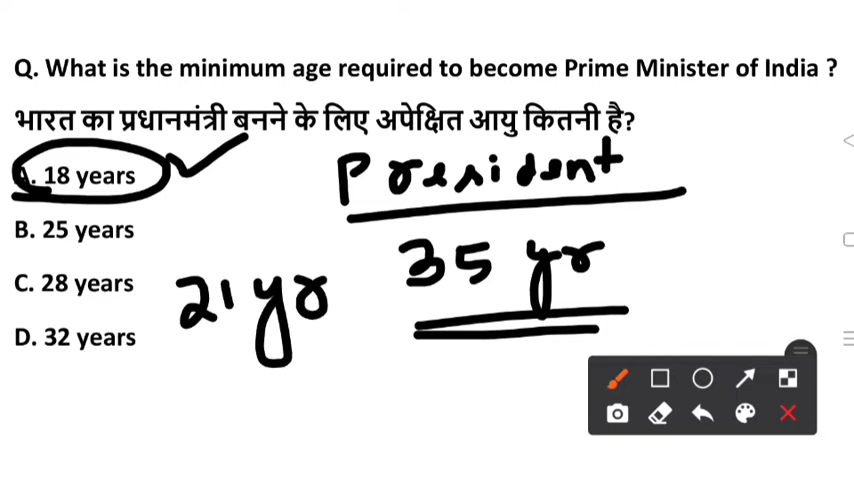 Q. What is the minimum age required to become Prime Minister of India ?
भारत का प्रधानमंत्री बनने के लिए अपेक्षित आयु कितनी है?
A. 18 years
President
B. 25 years
35 yr
C. 28 years
21 yr
D. 32 years